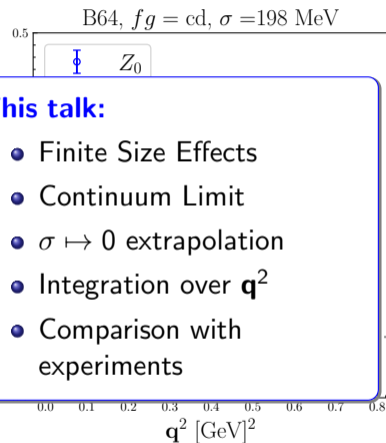 B64, fg = cd, σ =198 MeV
0.5
Z₀
his talk:
Finite Size Effects
Continuum Limit
σ ↦ 0 extrapolation
Integration over q²
Comparison with
experiments
0.0 0.1 0.2 0.3 0.4 0.5 0.6 0.7 0.8
q² [GeV]²